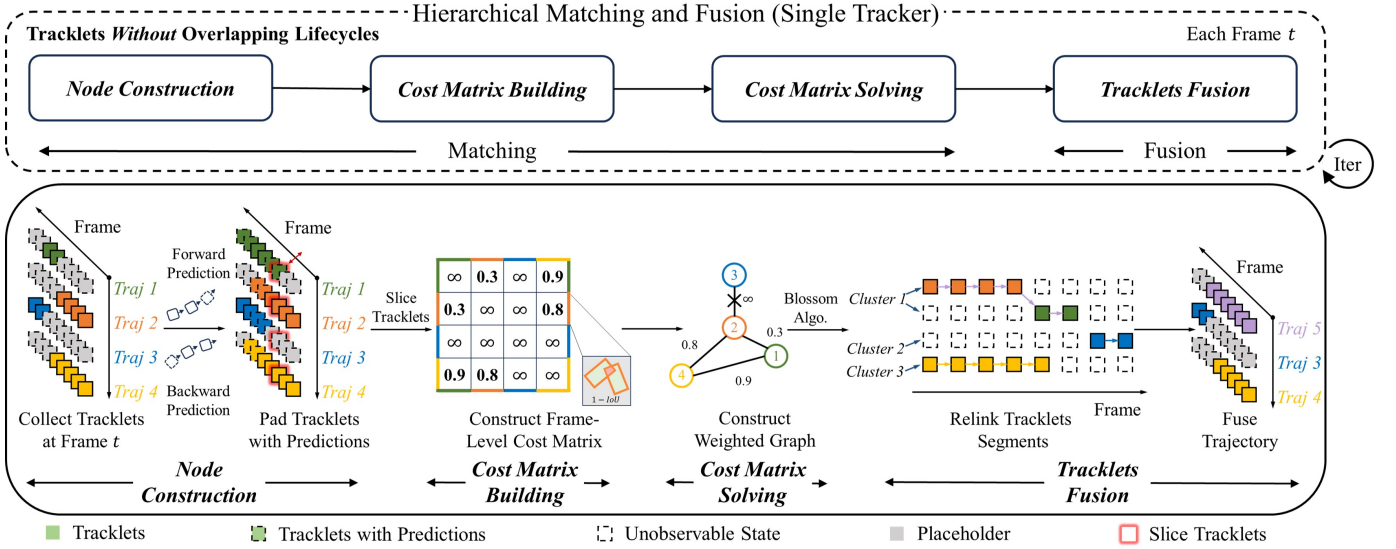 Hierarchical Matching and Fusion (Single Tracker)
Tracklets Without Overlapping Lifecycles
Each Frame t
Node Construction
Cost Matrix Building
Cost Matrix Solving
Tracklets Fusion
Matching
Fusion
Iter
Frame
Traj 1
Traj 2
Traj 3
Traj 4
Collect Tracklets
at Frame t
Forward
Prediction
Backward
Prediction
Frame
Traj 1
Traj 2
Traj 3
Traj 4
Pad Tracklets
with Predictions
Slice
Tracklets
∞ 0.3 ∞ 0.9
0.3 ∞ ∞ 0.8
∞ ∞ ∞ ∞
0.9 0.8 ∞ ∞
1−IoU
Construct Frame-
Level Cost Matrix
3
∞
2
0.3
0.8
1
4
0.9
Construct
Weighted Graph
Blossom
Algo.
Cluster 1
Cluster 2
Cluster 3
Frame
Relink Tracklets
Segments
Frame
Traj 5
Traj 3
Traj 4
Fuse
Trajectory
Node
Construction
Cost Matrix
Building
Cost Matrix
Solving
Tracklets
Fusion
Tracklets
Tracklets with Predictions
Unobservable State
Placeholder
Slice Tracklets